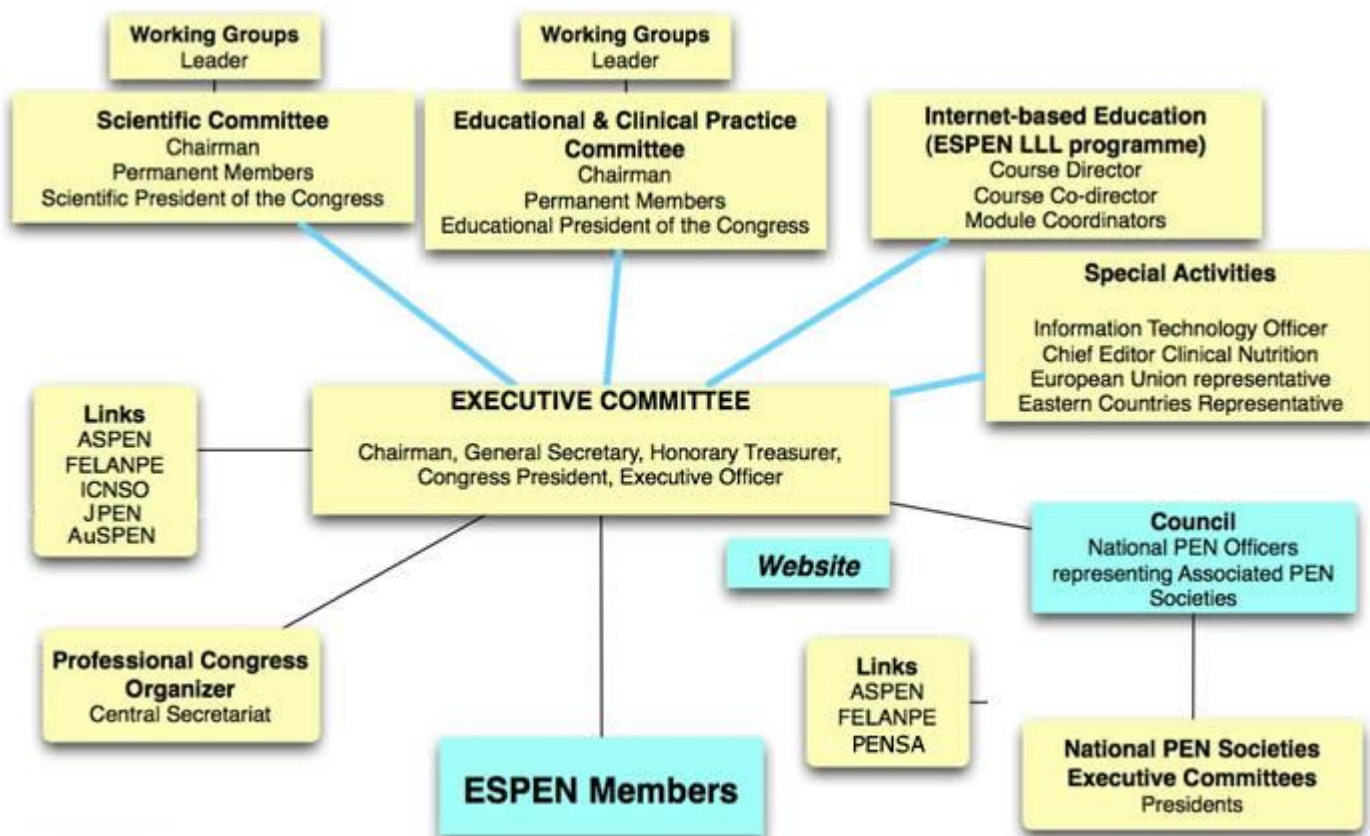 Working Groups
Leader
Working Groups
Leader
Scientific Committee
Chairman
Permanent Members
Scientific President of the Congress
Educational & Clinical Practice
Committee
Chairman
Permanent Members
Educational President of the Congress
Internet-based Education
(ESPEN LLL programme)
Course Director
Course Co-director
Module Coordinators
Special Activities
Information Technology Officer
Chief Editor Clinical Nutrition
European Union representative
Eastern Countries Representative
Links
ASPEN
FELANPE
ICNSO
JPEN
AuSPEN
EXECUTIVE COMMITTEE
Chairman, General Secretary, Honorary Treasurer,
Congress President, Executive Officer
Council
National PEN Officers
representing Associated PEN
Societies
Website
Professional Congress
Organizer
Central Secretariat
Links
ASPEN
FELANPE
PENSA
National PEN Societies
Executive Committees
Presidents
ESPEN Members